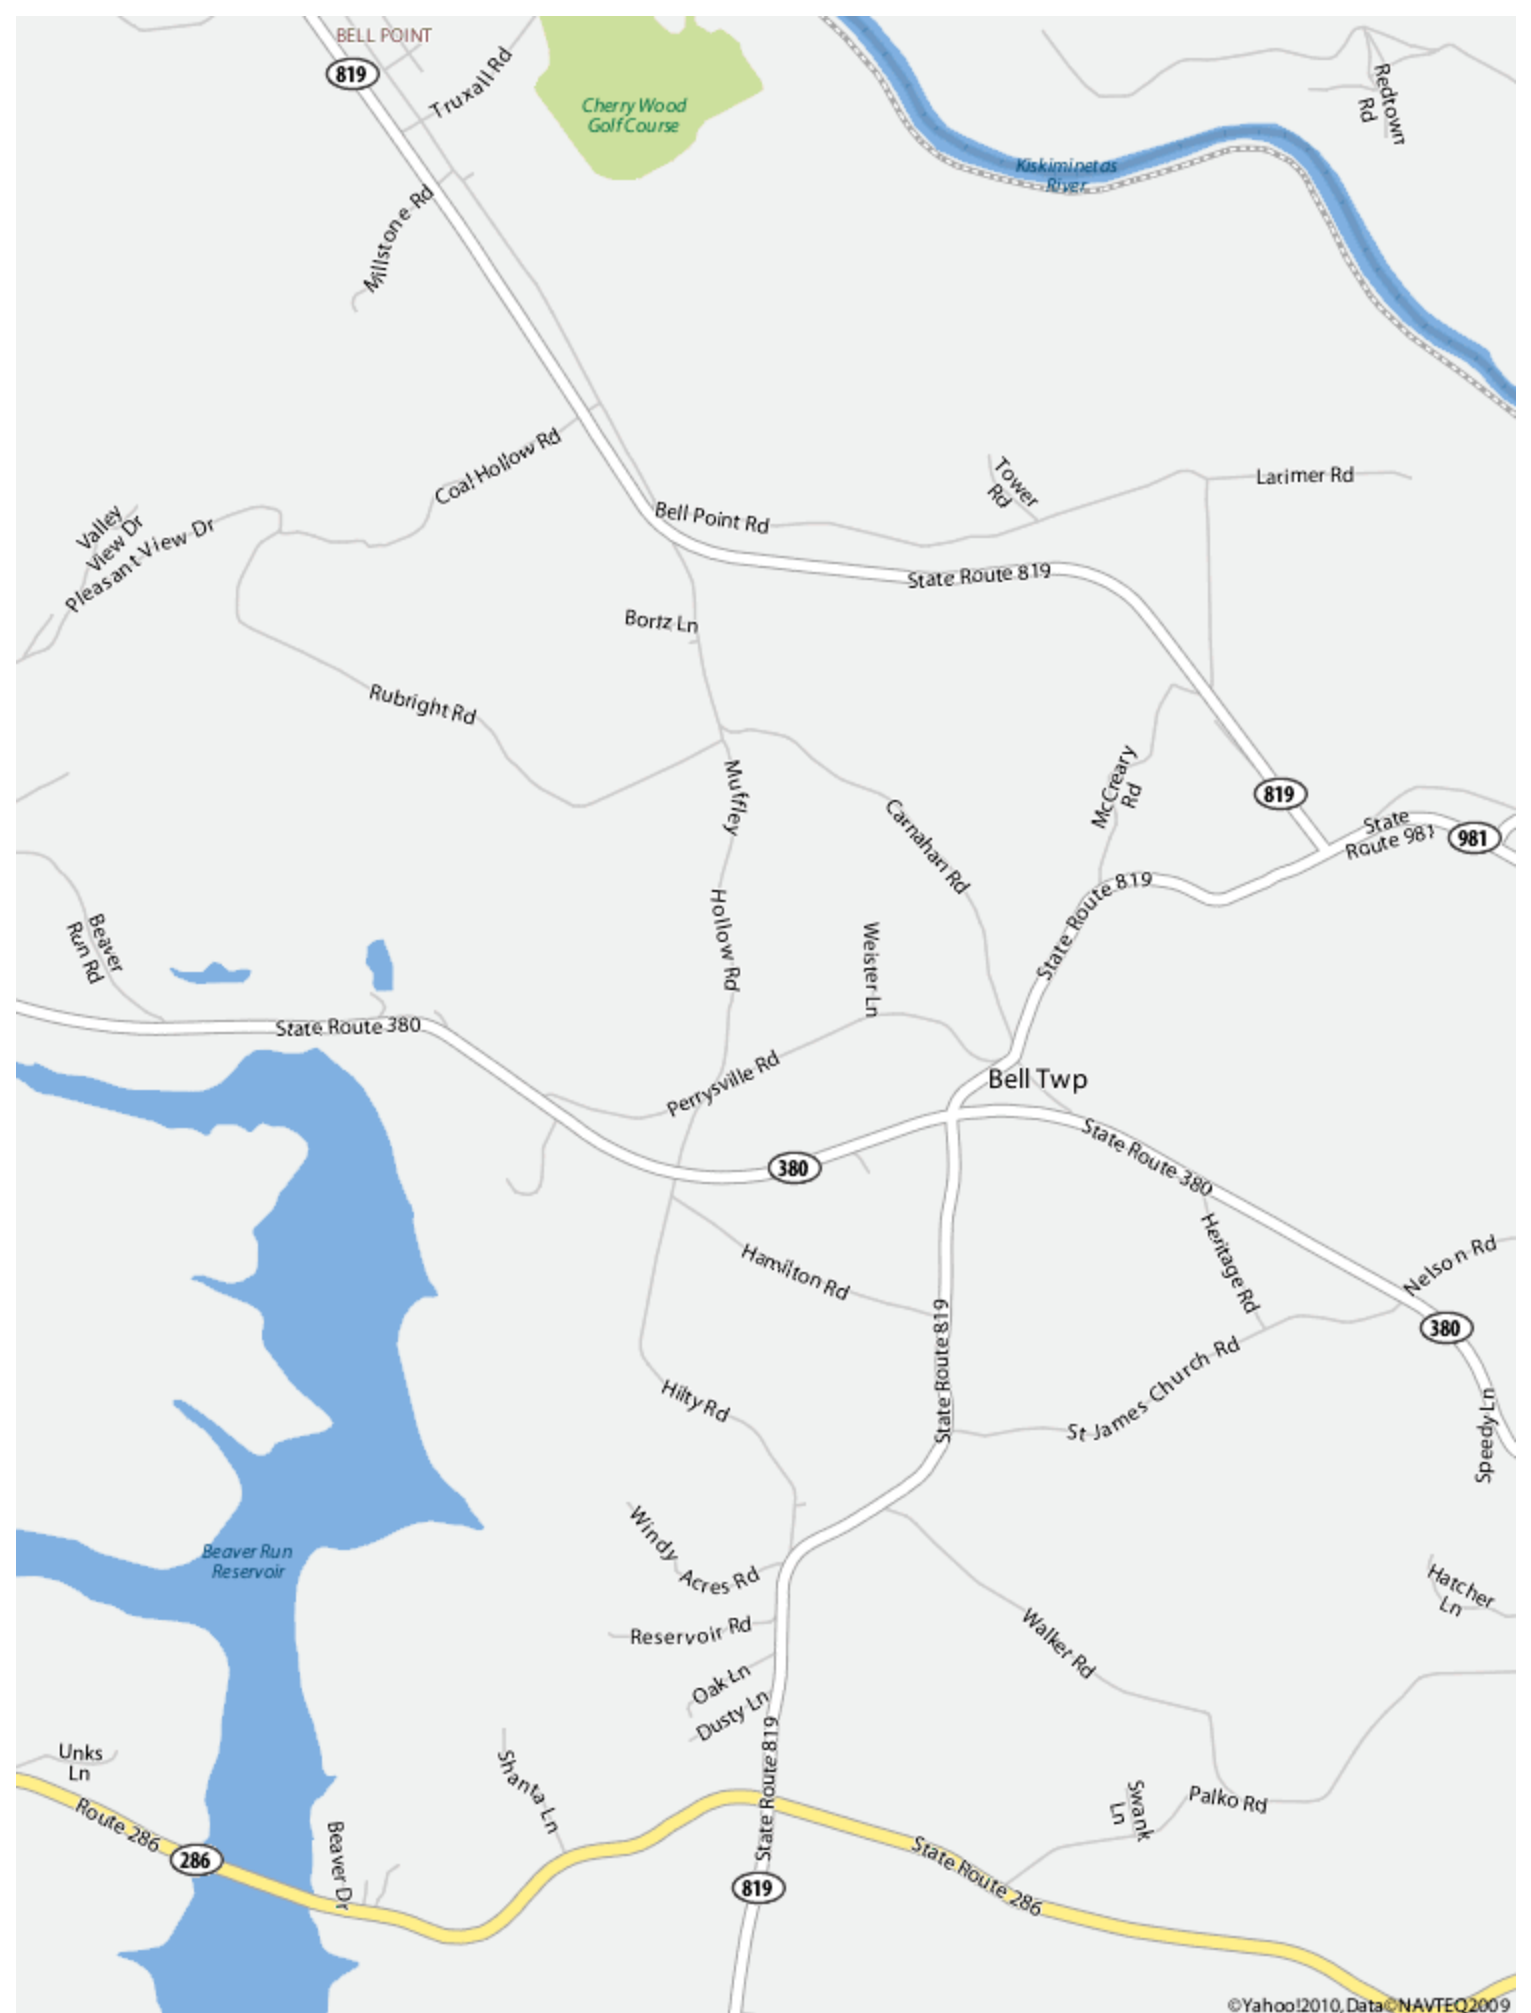 BELL POINT
819
Truxall Rd
Cherry Wood
Golf Course
Redtown
Rd
Kiskiminetas
River
Millstone Rd
Coal Hollow Rd
Tower
Rd
Larimer Rd
Bell Point Rd
Valley
View Dr
Pleasant View Dr
State Route 819
Bortz Ln
Rubright Rd
McCreary
Rd
Muffley
Hollow Rd
819
Carnahan Rd
State
Route 981
981
State Route 819
Beaver
Run Rd
Weister Ln
State Route 380
Perrysville Rd
Bell Twp
380
State Route 380
Hamilton Rd
Heritage Rd
Nelson Rd
380
State Route 819
Hilty Rd
St James Church Rd
Speedy Ln
Windy
Acres Rd
Beaver Run
Reservoir
Hatcher
Ln
Reservoir Rd
Walker Rd
Oak Ln
Dusty Ln
State Route 819
Unks
Ln
Shanta Ln
Swank
Ln
Palko Rd
Route 286
286
Beaver Dr
State Route 286
819
©Yahoo!2010, Data©NAVTEQ2009